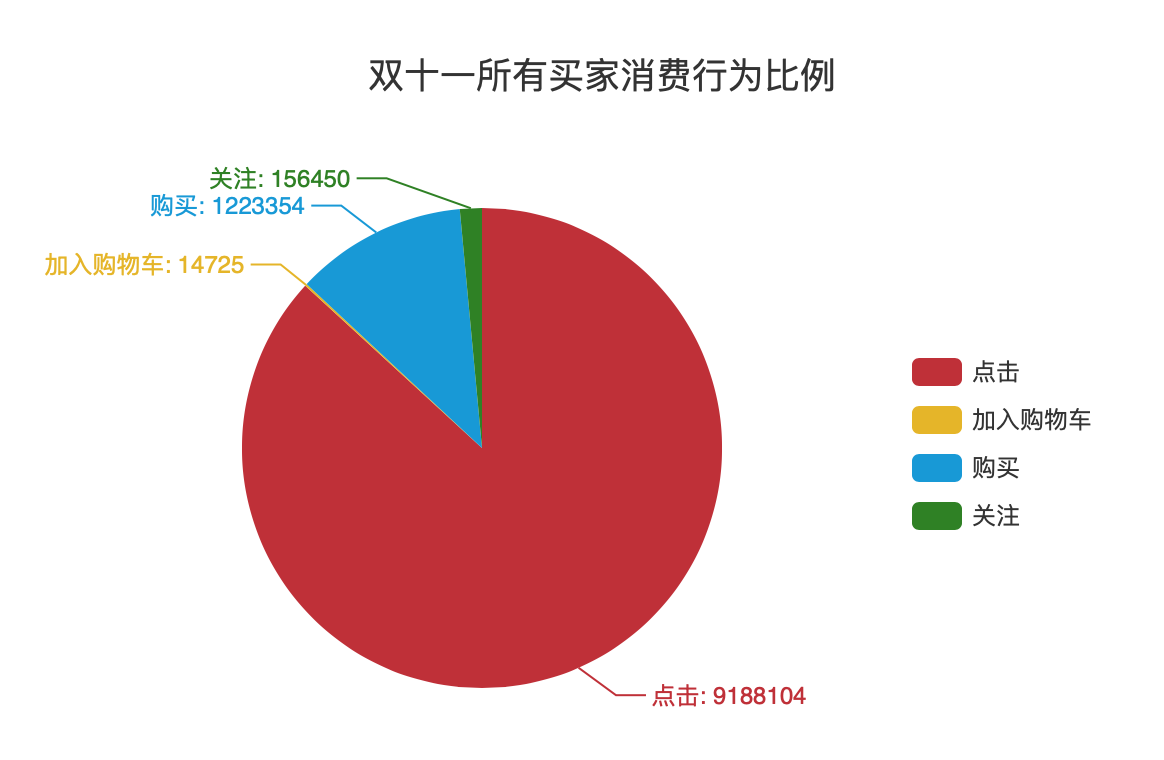 双十一所有买家消费行为比例
关注: 156450
购买: 1223354
加入购物车: 14725
点击
加入购物车
购买
关注
点击: 9188104